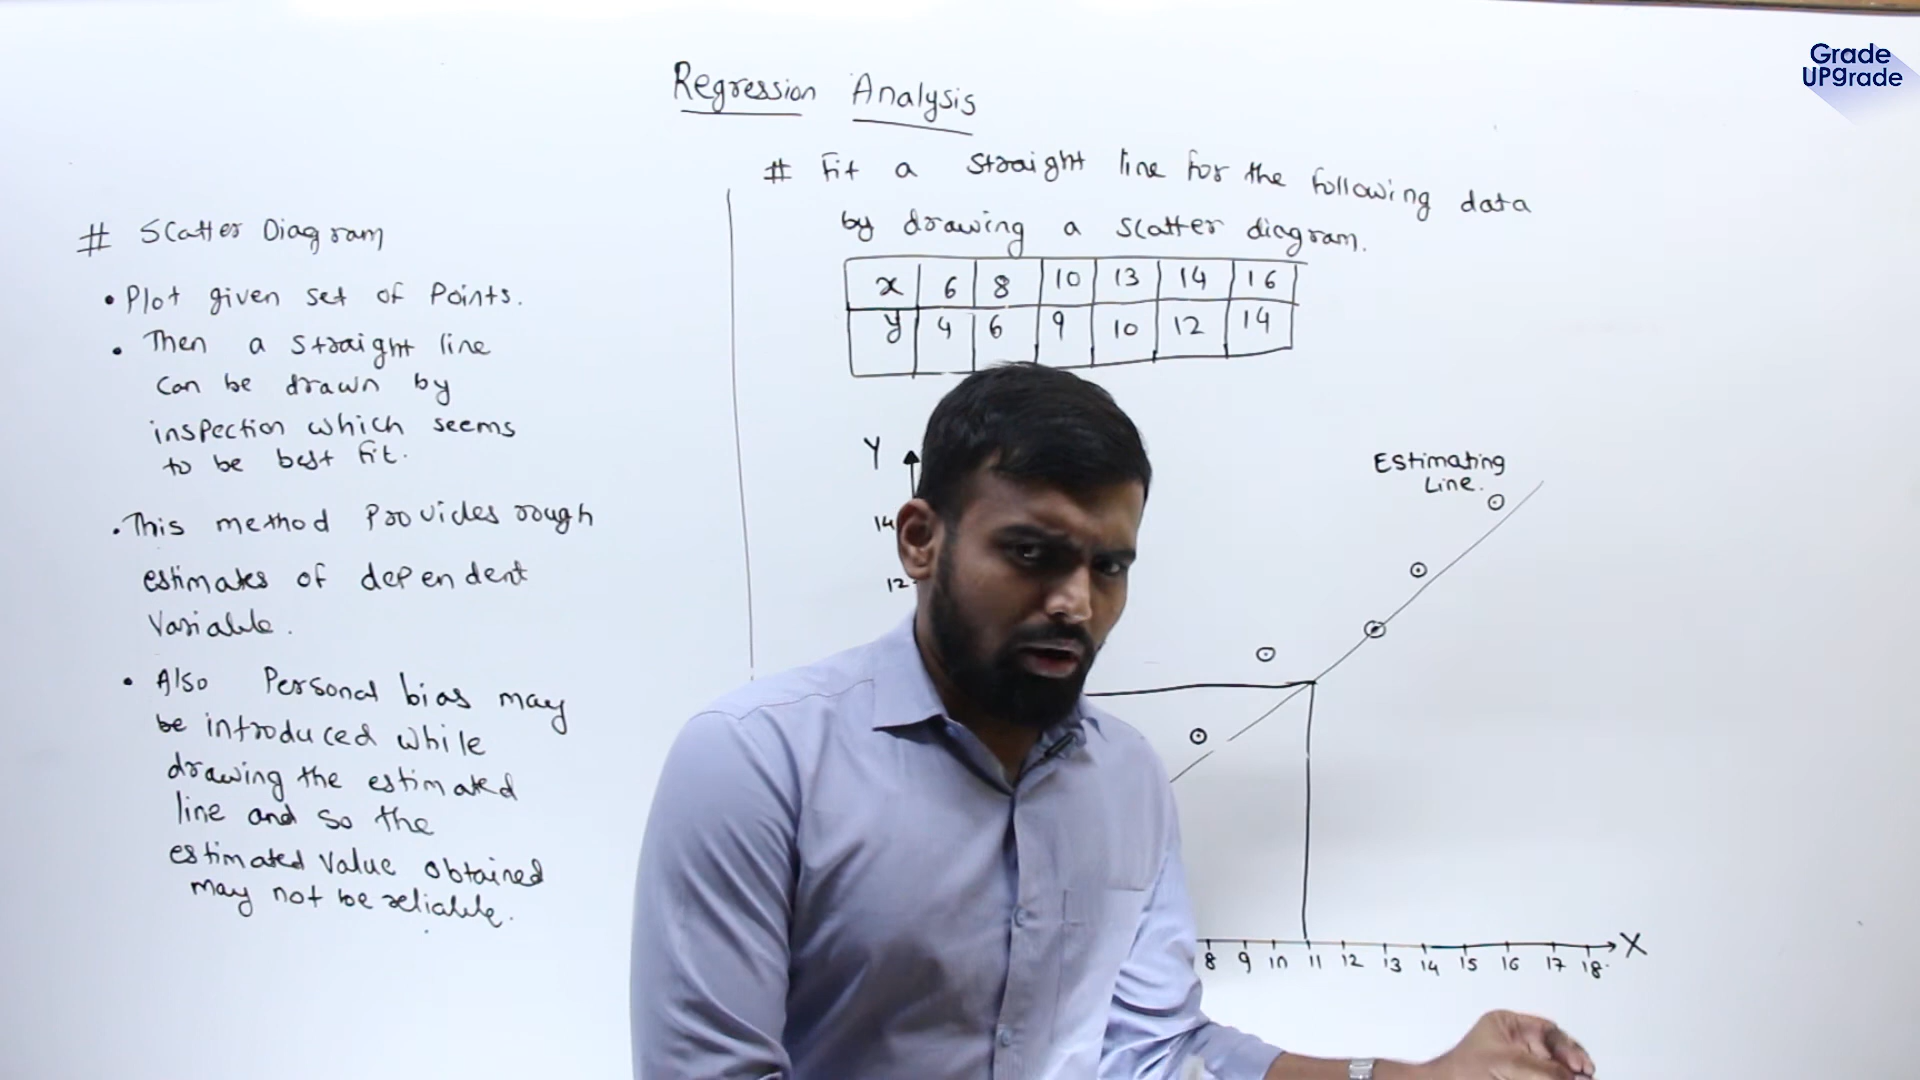 Grade
UPgrade
Regression Analysis
# Fit a straight line for the following data
by drawing a scatter diagram.
x 6 8 10 13 14 16
y 4 6 9 10 12 14
# Scatter Diagram
• Plot given set of Points.
• Then a straight line
can be drawn by
inspection which seems
to be best fit.
• This method Provides rough
estimates of dependent
Variable.
• Also Personal bias may
be introduced while
drawing the estimated
line and so the
estimated value obtained
may not be reliable.
Y
14
12
Estimating
Line.
8 9 10 11 12 13 14 15 16 17 18 X